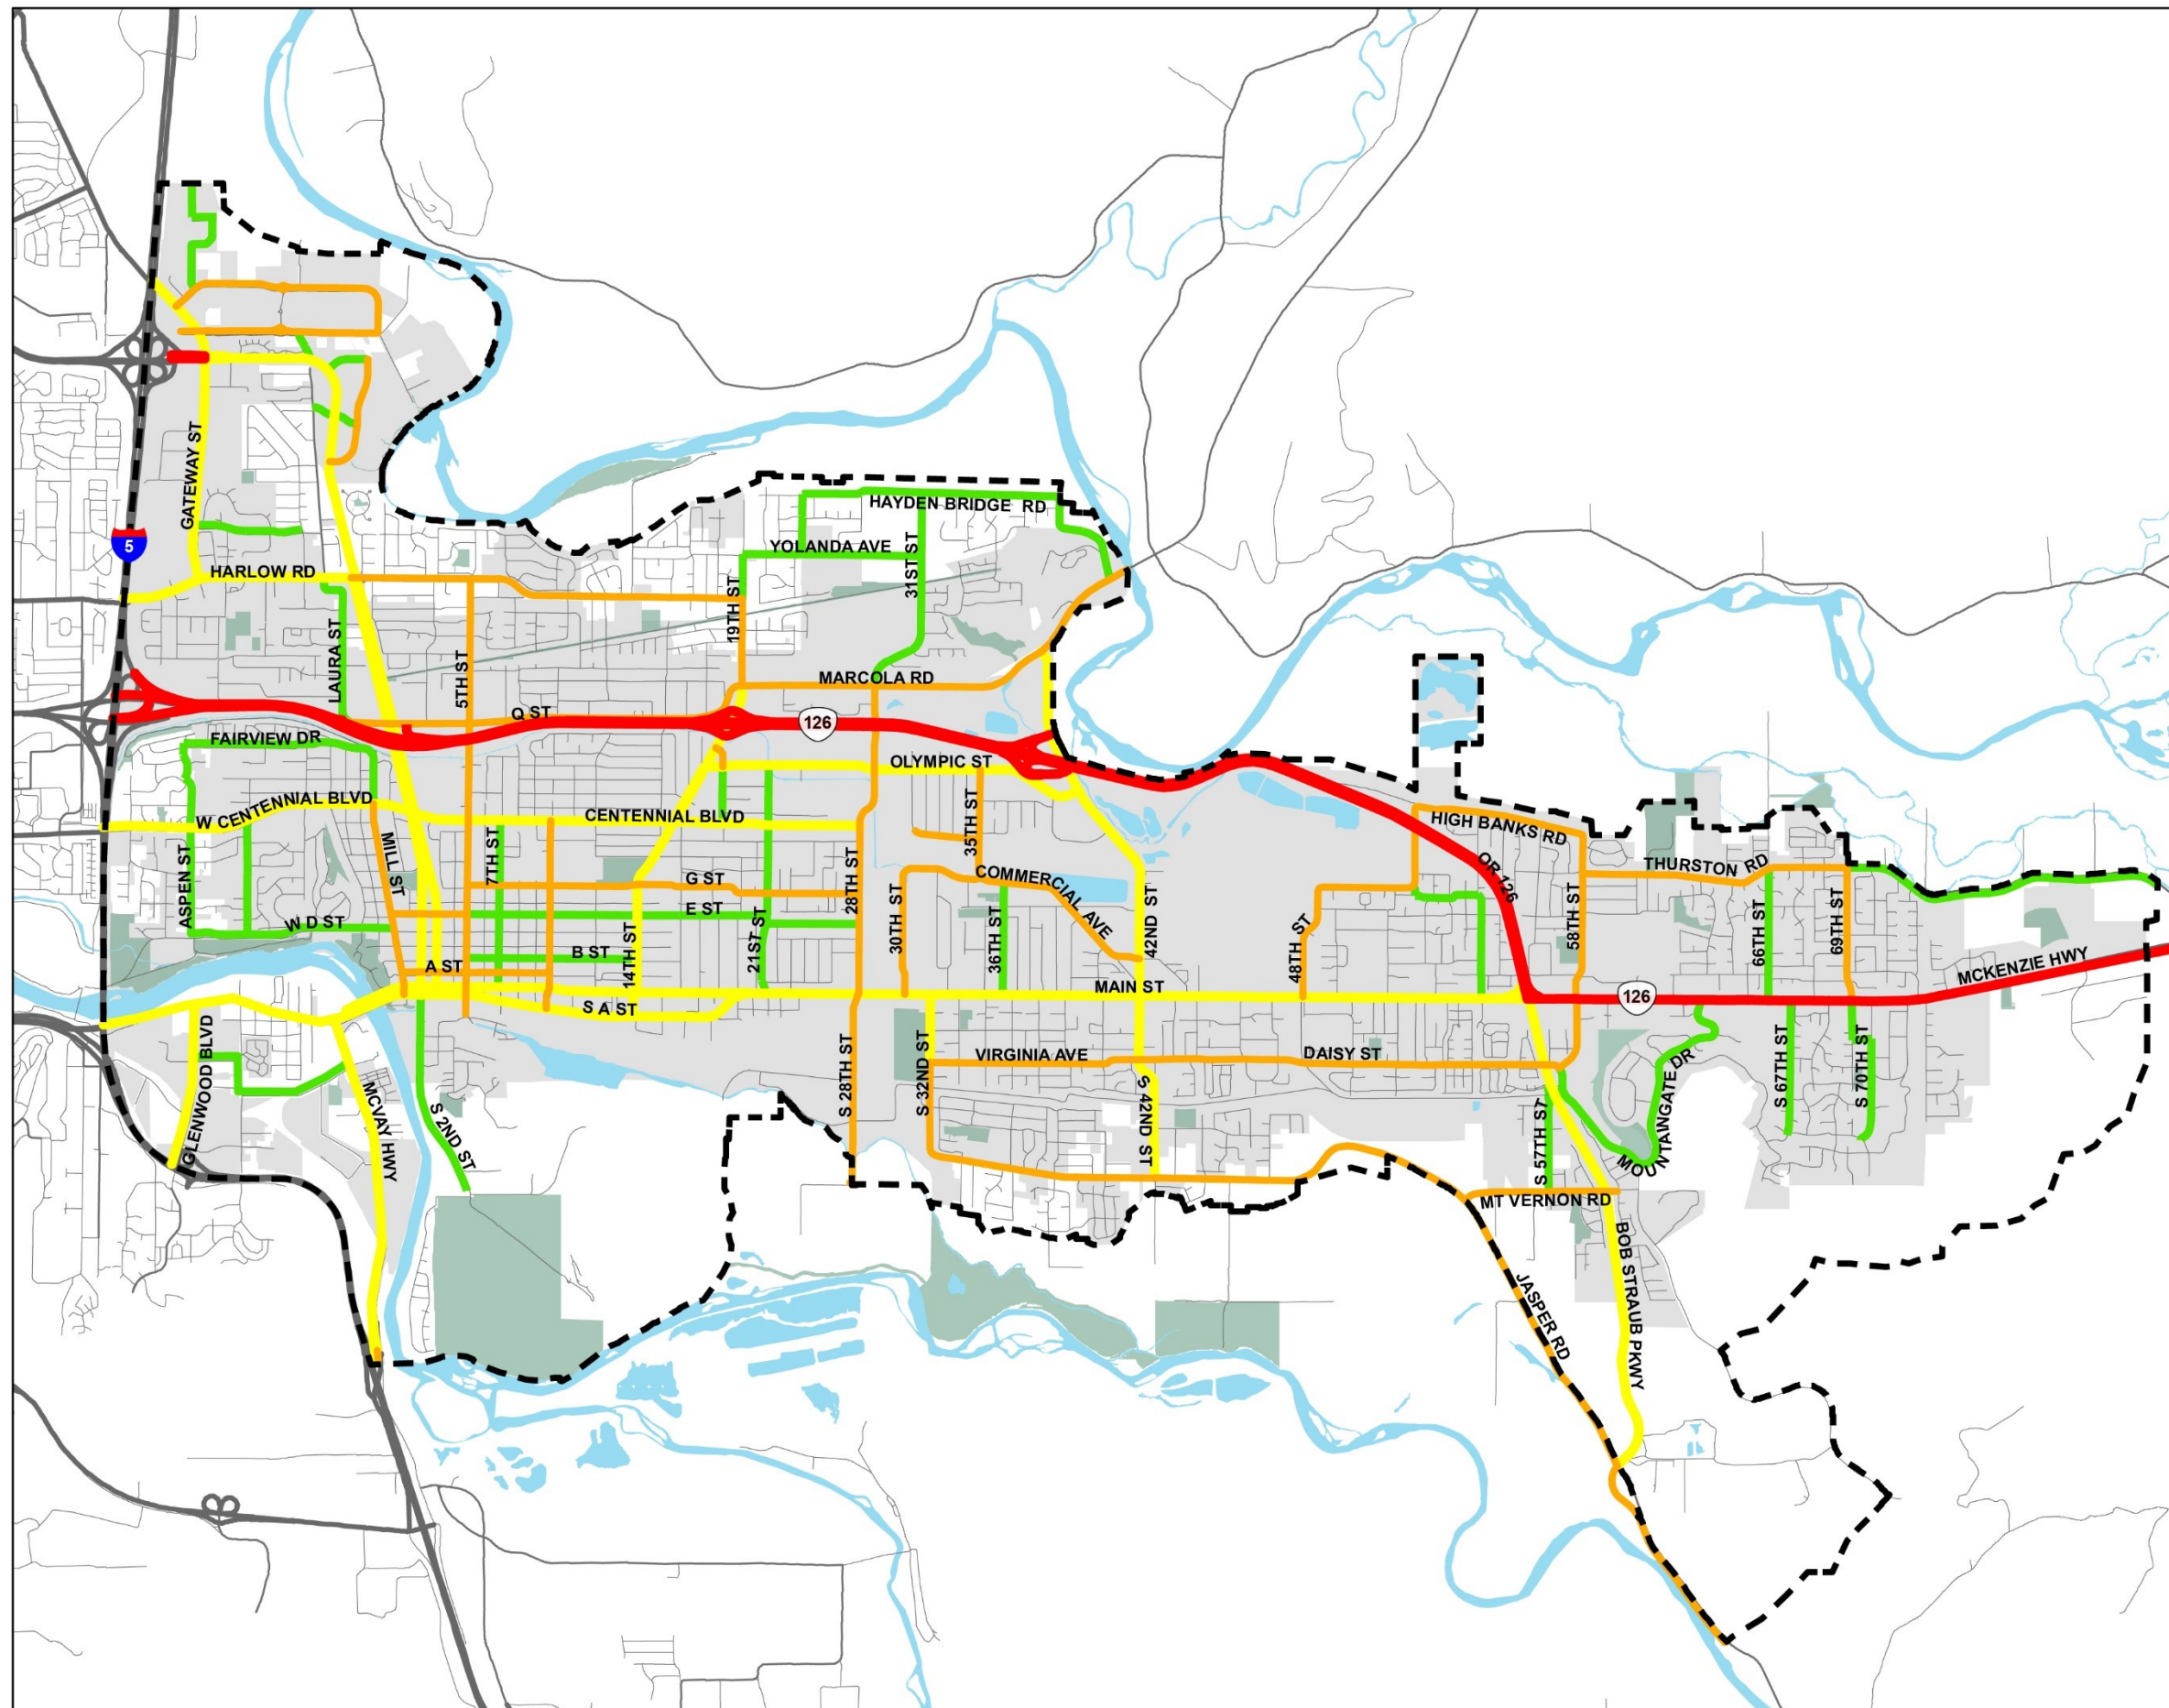 GATEWAY ST
5
HAYDEN BRIDGE RD
YOLANDA AVE
31ST ST
HARLOW RD
19TH ST
LAURA ST
5TH ST
MARCOLA RD
Q ST
126
FAIRVIEW DR
OLYMPIC ST
W CENTENNIAL BLVD
CENTENNIAL BLVD
35TH ST
HIGH BANKS RD
MILL ST
7TH ST
ASPEN ST
G ST
28TH ST
COMMERCIAL AVE
OR 126
THURSTON RD
58TH ST
E ST
W D ST
30TH ST
42ND ST
66TH ST
69TH ST
14TH ST
21ST ST
36TH ST
48TH ST
B ST
A ST
MCKENZIE HWY
MAIN ST
126
S A ST
GLENWOOD BLVD
VIRGINIA AVE
DAISY ST
S 28TH ST
S 32ND ST
S 67TH ST
S 70TH ST
MOUNTAINGATE DR
MCVAY HWY
S 2ND ST
S 42ND ST
S 57TH ST
MT VERNON RD
BOB STRAUB PKWY
JASPER RD